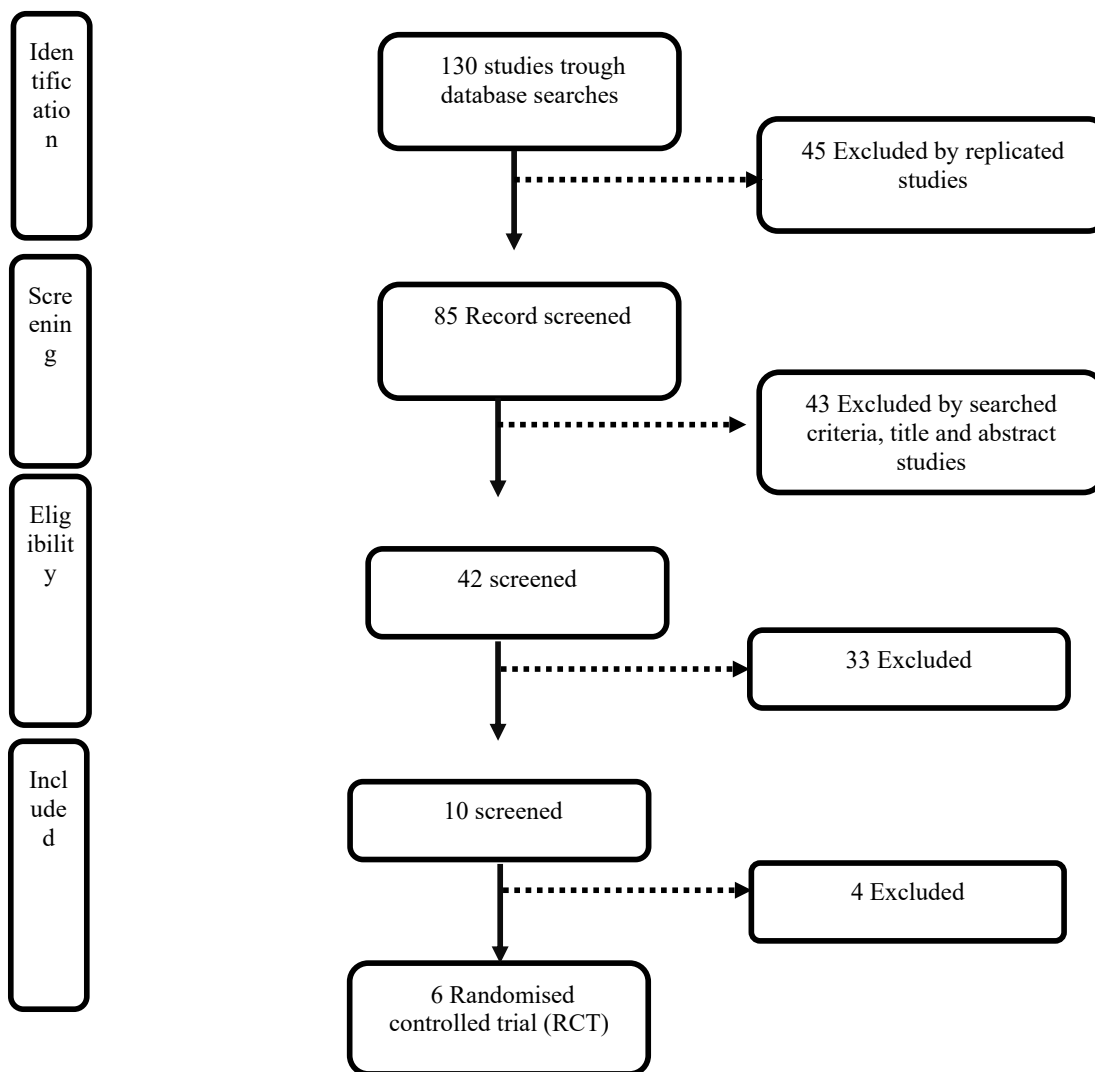 Iden
tific
atio
n
130 studies trough
database searches
45 Excluded by replicated
studies
Scre
enin
g
85 Record screened
43 Excluded by searched
criteria, title and abstract
studies
Elig
ibilit
y
42 screened
33 Excluded
Incl
ude
d
10 screened
4 Excluded
6 Randomised
controlled trial (RCT)